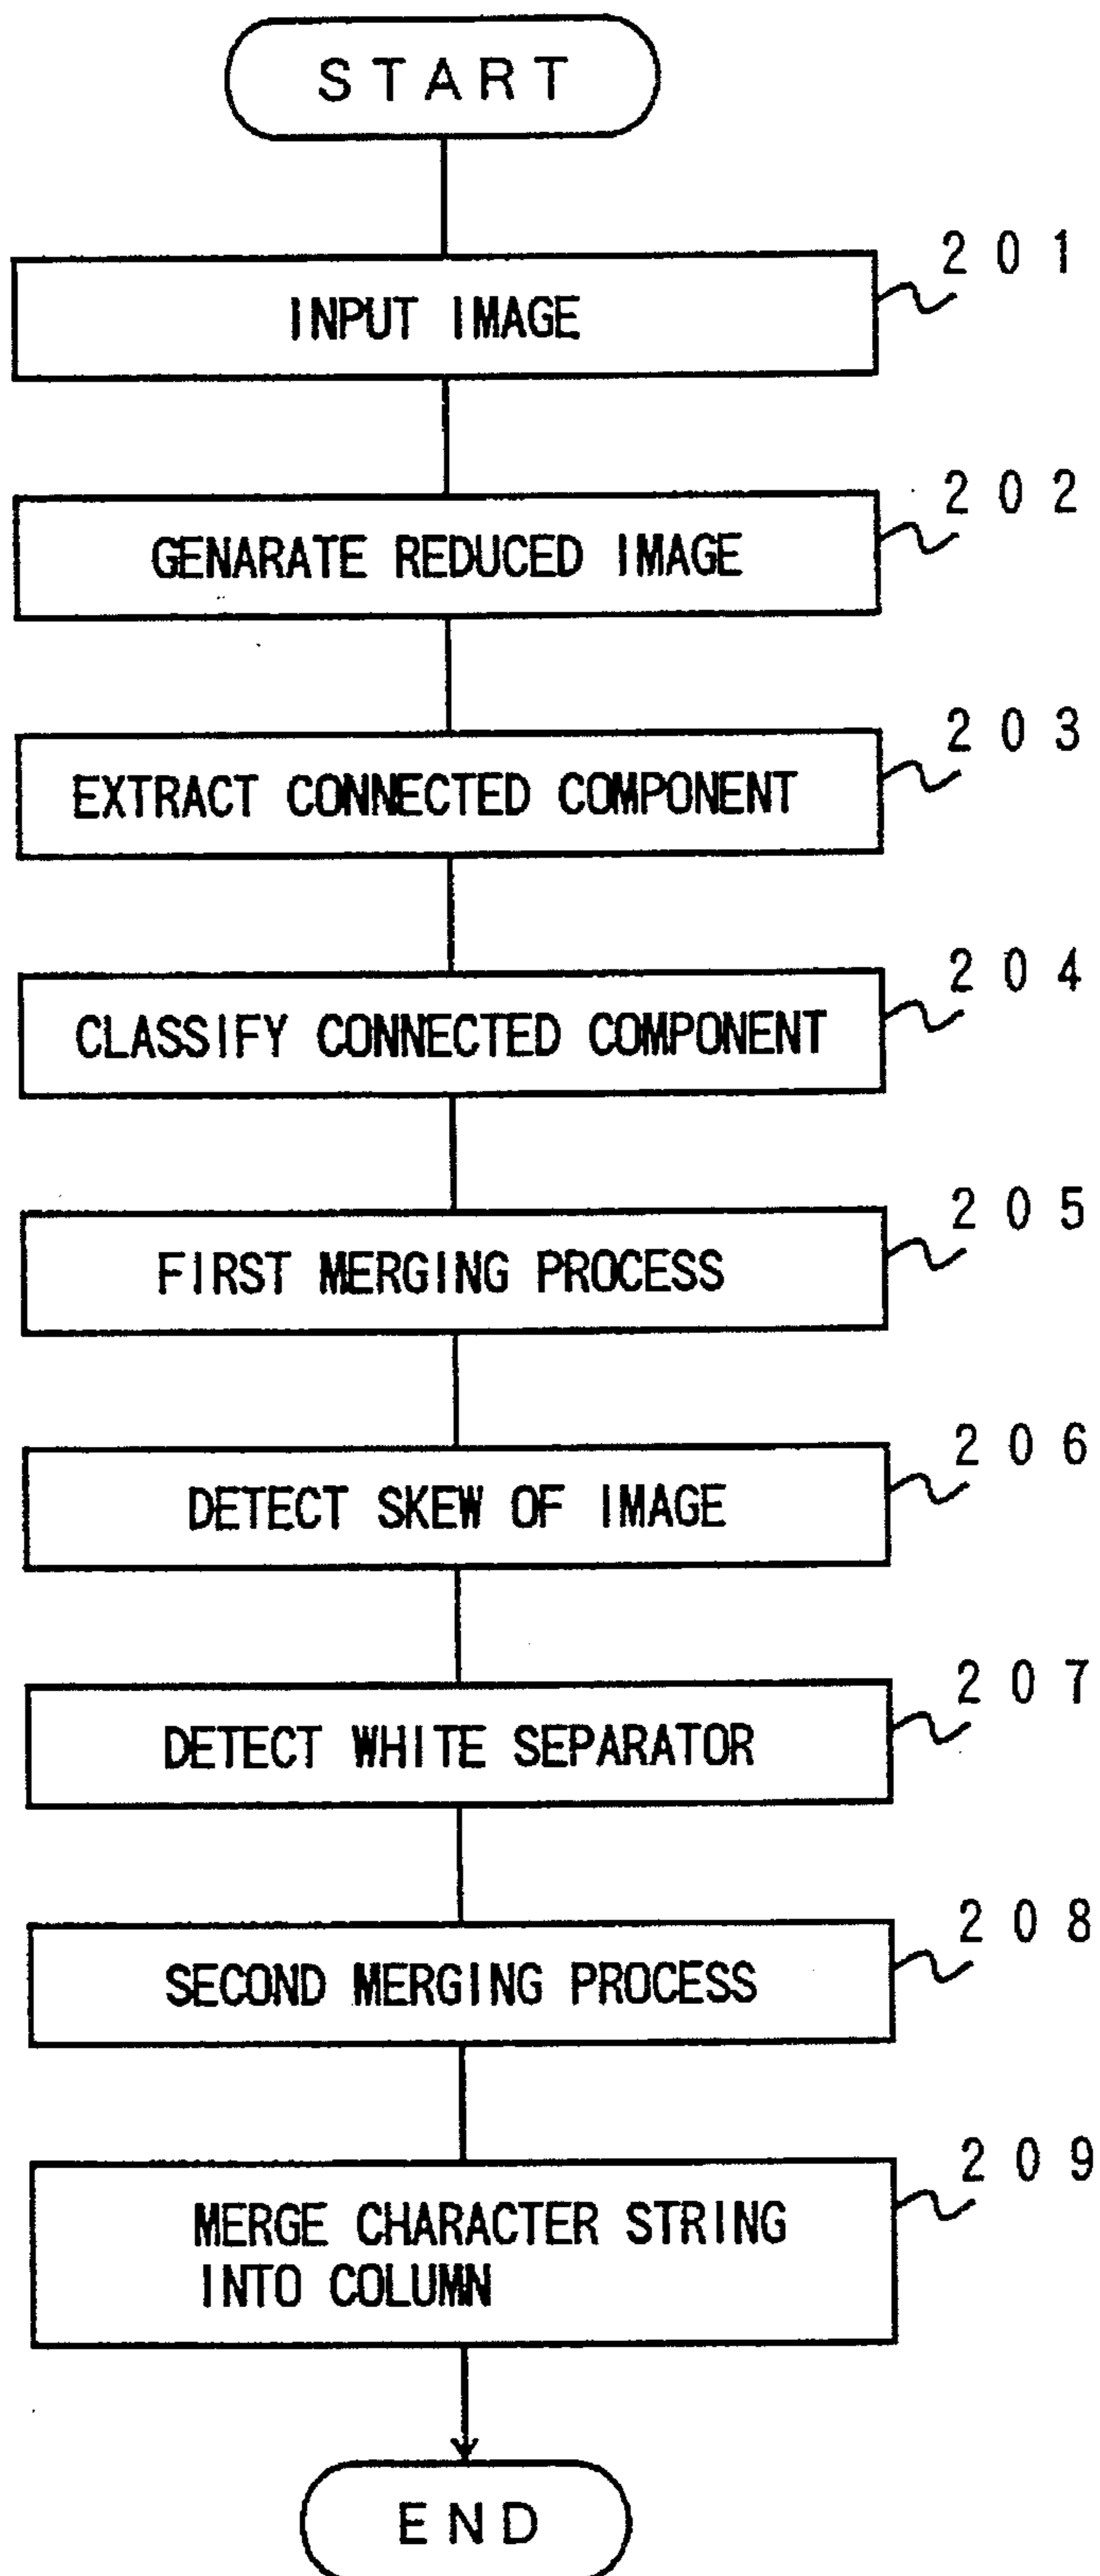 START
201
INPUT IMAGE
202
GENARATE REDUCED IMAGE
203
EXTRACT CONNECTED COMPONENT
204
CLASSIFY CONNECTED COMPONENT
205
FIRST MERGING PROCESS
206
DETECT SKEW OF IMAGE
207
DETECT WHITE SEPARATOR
208
SECOND MERGING PROCESS
209
MERGE CHARACTER STRING
INTO COLUMN
END